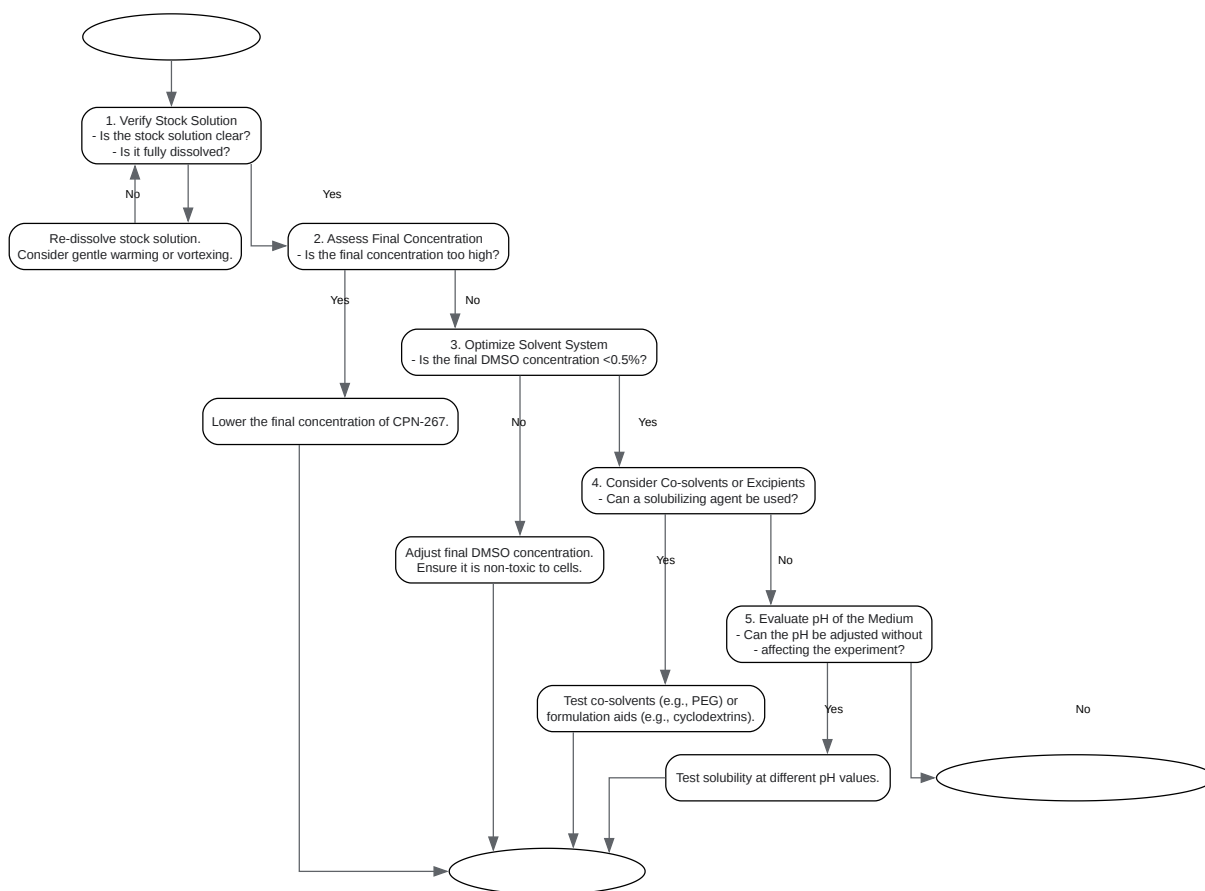 1. Verify Stock Solution
- Is the stock solution clear?
- Is it fully dissolved?
No
Yes
Re-dissolve stock solution.
Consider gentle warming or vortexing.
2. Assess Final Concentration
- Is the final concentration too high?
Yes
No
3. Optimize Solvent System
- Is the final DMSO concentration <0.5%?
Lower the final concentration of CPN-267.
No
Yes
4. Consider Co-solvents or Excipients
- Can a solubilizing agent be used?
Adjust final DMSO concentration.
Ensure it is non-toxic to cells.
Yes
No
5. Evaluate pH of the Medium
- Can the pH be adjusted without
- affecting the experiment?
Test co-solvents (e.g., PEG) or
formulation aids (e.g., cyclodextrins).
Yes
No
Test solubility at different pH values.